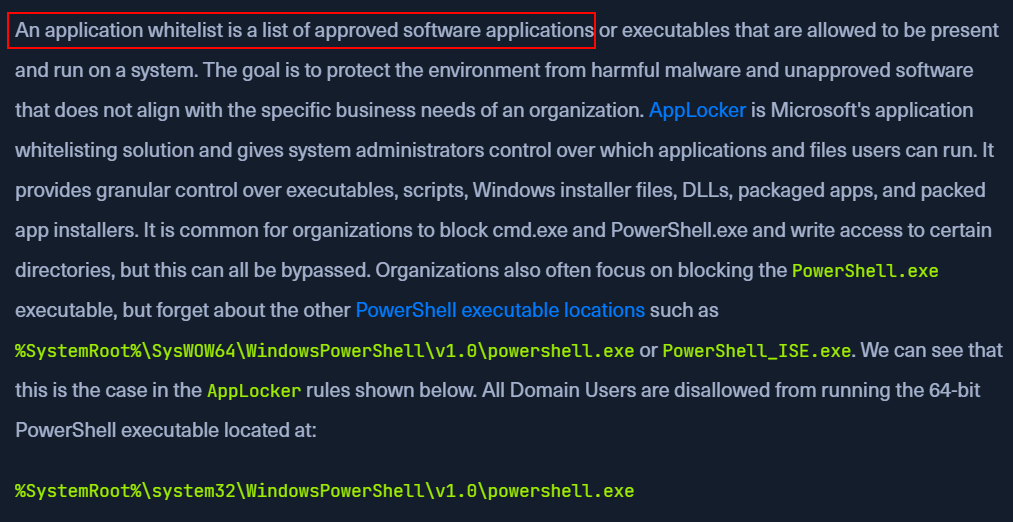 An application whitelist is a list of approved software applications or executables that are allowed to be present
and run on a system. The goal is to protect the environment from harmful malware and unapproved software
that does not align with the specific business needs of an organization. AppLocker is Microsoft's application
whitelisting solution and gives system administrators control over which applications and files users can run. It
provides granular control over executables, scripts, Windows installer files, DLLs, packaged apps, and packed
app installers. It is common for organizations to block cmd.exe and PowerShell.exe and write access to certain
directories, but this can all be bypassed. Organizations also often focus on blocking the PowerShell.exe
executable, but forget about the other PowerShell executable locations such as
%SystemRoot%\SysWOW64\WindowsPowerShell\v1.0\powershell.exe or PowerShell_ISE.exe. We can see that
this is the case in the AppLocker rules shown below. All Domain Users are disallowed from running the 64-bit
PowerShell executable located at:
%SystemRoot%\system32\WindowsPowerShell\v1.0\powershell.exe